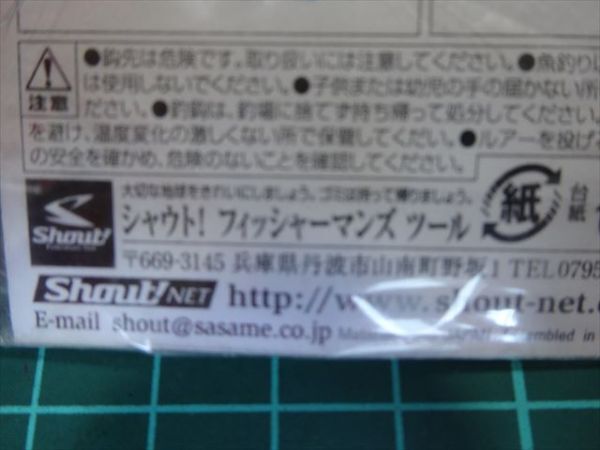 ●鈎先は危険です。取り扱いには注意してください。●魚釣り
は使用しないでください。●子供または幼児の手の届かない所
注意
ださい。●釣鈎は、釣場に捨てず持ち帰って処分してください。
を避け、温度変化の激しくない所で保管してくだい。●ルアーを投げ
の安全を確かめ、危険のないことを確認してください。
大切な地球をきれいにしましょう。ゴミは持って帰りましょう。
シャウト! フィッシャーマンズ ツール
Shout!
紙
台紙
〒669-3145 兵庫県丹波市山南町野坂1 TEL0795
Shout!NET http://www.shout-net.c
E-mail shout@sasame.co.jp